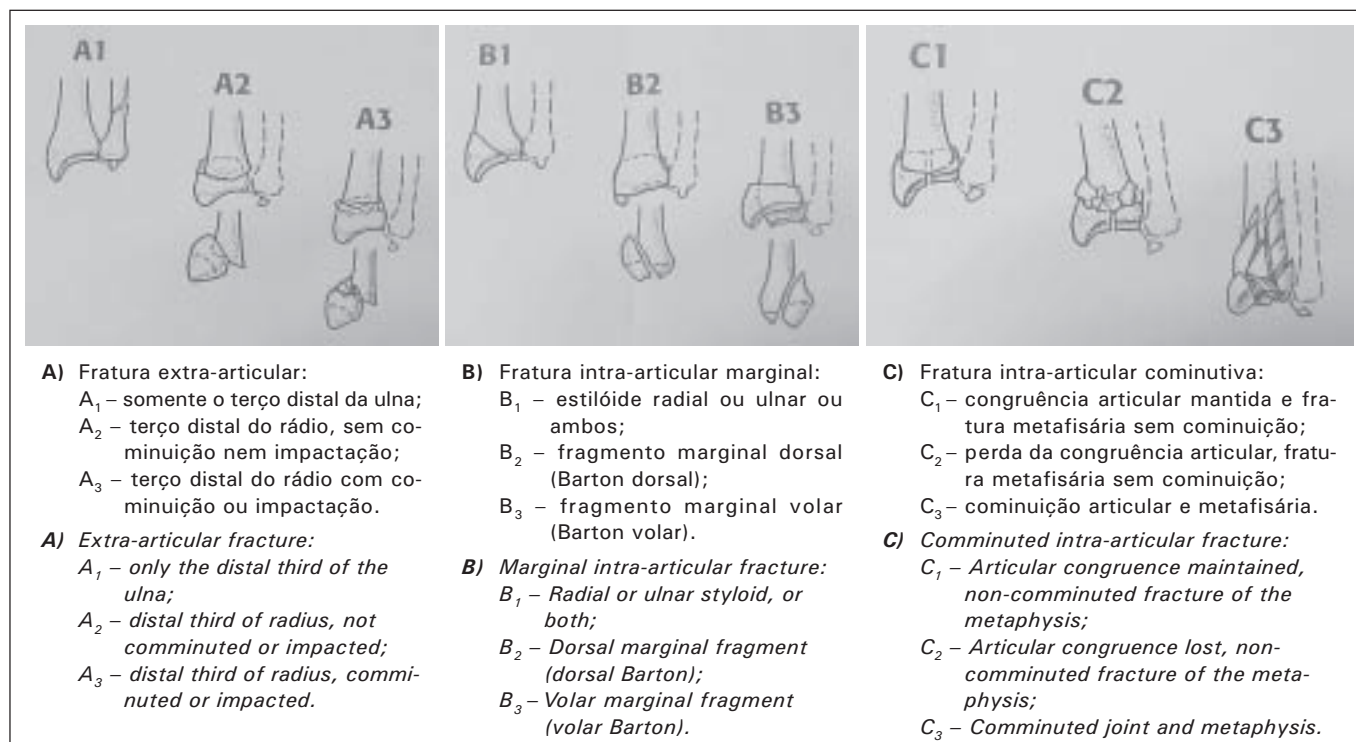 A1
A2
A3
B1
B2
B3
C1
C2
C3
A) Fratura extra-articular:
A1 – somente o terço distal da ulna;
A2 – terço distal do rádio, sem co-
minuição nem impactação;
A3 – terço distal do rádio com co-
minuição ou impactação.
A) Extra-articular fracture:
A1 – only the distal third of the
ulna;
A2 – distal third of radius, not
comminuted or impacted;
A3 – distal third of radius, commi-
nuted or impacted.
B) Fratura intra-articular marginal:
B1 – estilóide radial ou ulnar ou
ambos;
B2 – fragmento marginal dorsal
(Barton dorsal);
B3 – fragmento marginal volar
(Barton volar).
B) Marginal intra-articular fracture:
B1 – Radial or ulnar styloid, or
both;
B2 – Dorsal marginal fragment
(dorsal Barton);
B3 – Volar marginal fragment
(volar Barton).
C) Fratura intra-articular cominutiva:
C1 – congruência articular mantida e fra-
tura metafisária sem cominuição;
C2 – perda da congruência articular, fratu-
ra metafisária sem cominuição;
C3 – cominuição articular e metafisária.
C) Comminuted intra-articular fracture:
C1 – Articular congruence maintained,
non-comminuted fracture of the
metaphysis;
C2 – Articular congruence lost, non-
comminuted fracture of the meta-
physis;
C3 – Comminuted joint and metaphysis.